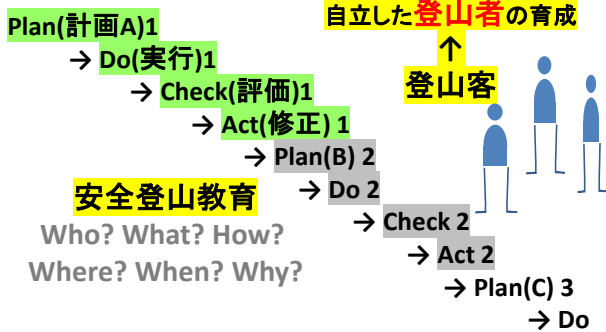 自立した登山者の育成
↑
登山客
Plan(計画A)1
→ Do(実行)1
→ Check(評価)1
→ Act(修正) 1
→ Plan(B) 2
→ Do 2
→ Check 2
→ Act 2
→ Plan(C) 3
→ Do
安全登山教育
Who? What? How?
Where? When? Why?